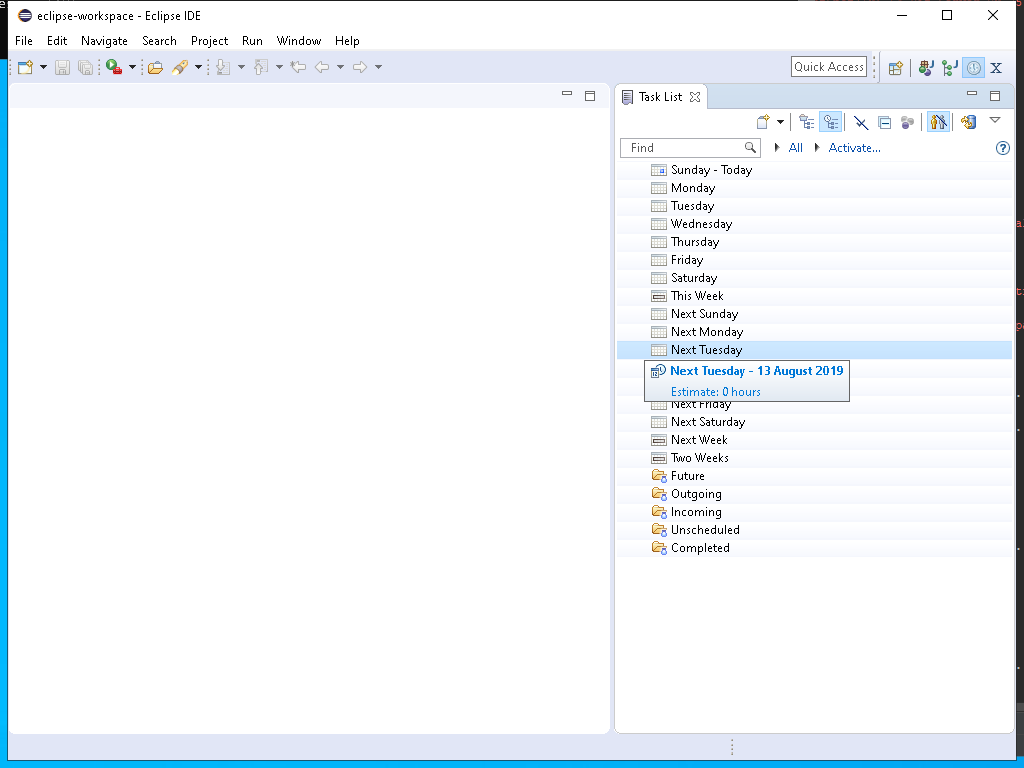 eclipse-workspace - Eclipse IDE
File Edit Navigate Search Project Run Window Help
Quick Access
Task List
Find All Activate...
Sunday - Today
Monday
Tuesday
Wednesday
Thursday
Friday
Saturday
This Week
Next Sunday
Next Monday
Next Tuesday
Next Tuesday - 13 August 2019
Estimate: 0 hours
Next Friday
Next Saturday
Next Week
Two Weeks
Future
Outgoing
Incoming
Unscheduled
Completed